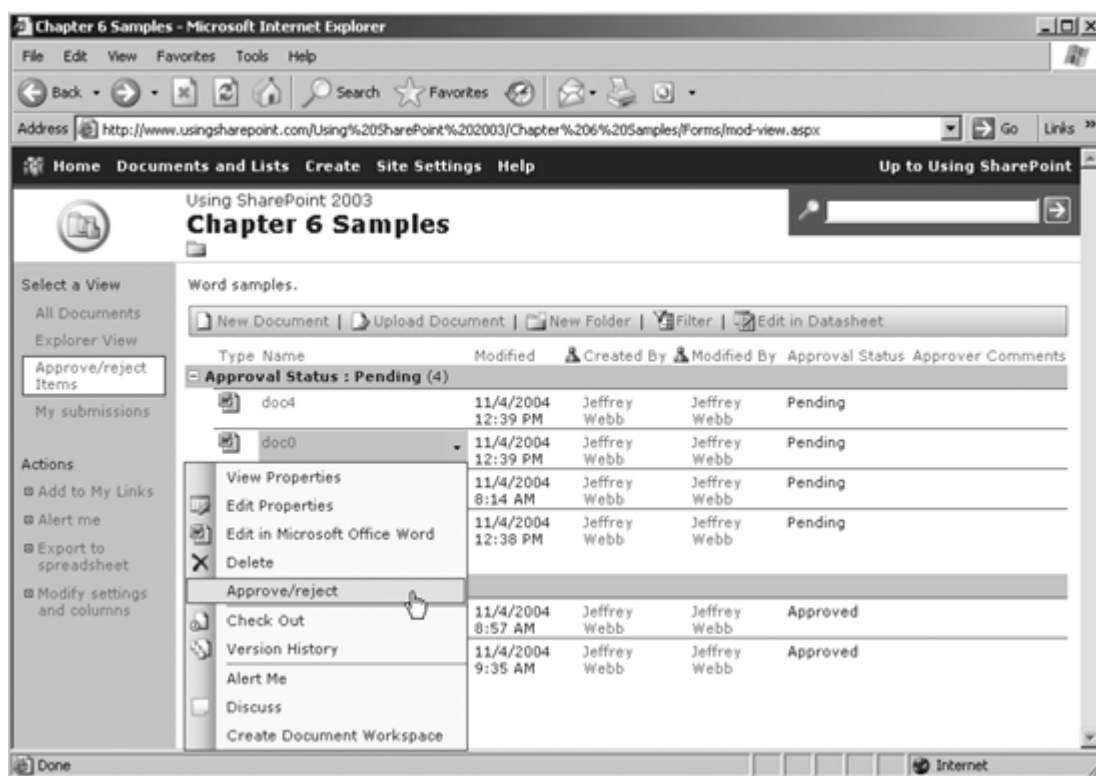 Chapter 6 Samples - Microsoft Internet Explorer
File Edit View Favorites Tools Help
Back Search Favorites
Address http://www.usingsharepoint.com/Using%20SharePoint%202003/Chapter%206%20Samples/Forms/mod-view.aspx Go Links »
Home Documents and Lists Create Site Settings Help Up to Using SharePoint
Using SharePoint 2003
Chapter 6 Samples
Select a View
All Documents
Explorer View
Approve/reject
Items
My submissions
Actions
Add to My Links
Alert me
Export to
spreadsheet
Modify settings
and columns
Word samples.
New Document | Upload Document | New Folder | Filter | Edit in Datasheet
Type Name Modified Created By Modified By Approval Status Approver Comments
Approval Status : Pending (4)
doc4 11/4/2004 Jeffrey Jeffrey Pending
12:39 PM Webb Webb
doc0 11/4/2004 Jeffrey Jeffrey Pending
12:39 PM Webb Webb
11/4/2004 Jeffrey Jeffrey Pending
8:14 AM Webb Webb
11/4/2004 Jeffrey Jeffrey Pending
12:38 PM Webb Webb
11/4/2004 Jeffrey Jeffrey Approved
8:57 AM Webb Webb
11/4/2004 Jeffrey Jeffrey Approved
9:35 AM Webb Webb
View Properties
Edit Properties
Edit in Microsoft Office Word
Delete
Approve/reject
Check Out
Version History
Alert Me
Discuss
Create Document Workspace
Done Internet